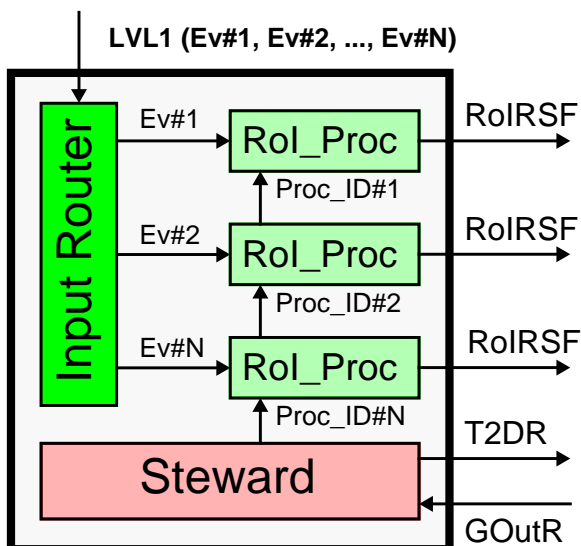 LVL1 (Ev#1, Ev#2, ..., Ev#N)
Input Router
Ev#1
RoI_Proc
RoIRSF
Proc_ID#1
Ev#2
RoI_Proc
RoIRSF
Proc_ID#2
Ev#N
RoI_Proc
RoIRSF
Proc_ID#N
Steward
T2DR
GOutR